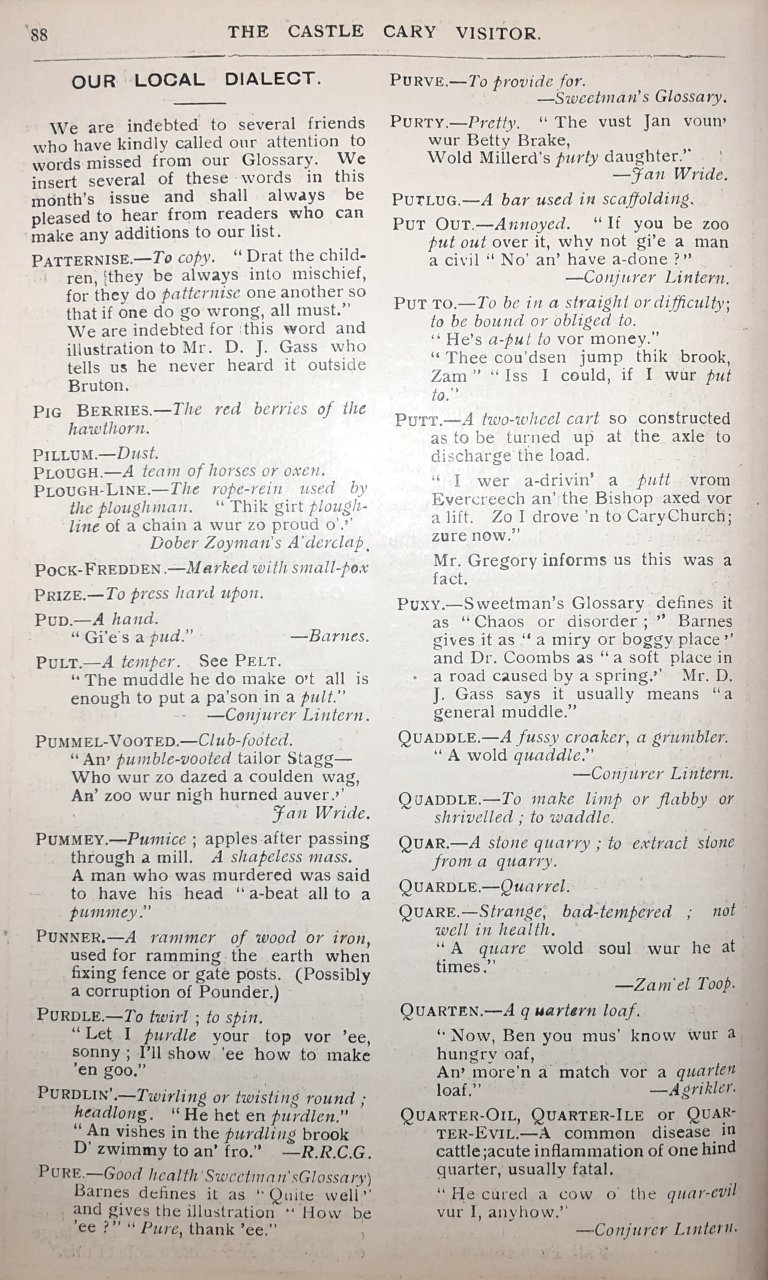 88
THE CASTLE CARY VISITOR.
OUR LOCAL DIALECT.
We are indebted to several friends
who have kindly called our attention to
words missed from our Glossary. We
insert several of these words in this
month's issue and shall always be
pleased to hear from readers who can
make any additions to our list.
PATTERNISE.—To copy. "Drat the child-
ren, they be always into mischief,
for they do patternise one another so
that if one do go wrong, all must."
We are indebted for this word and
illustration to Mr. D. J. Gass who
tells us he never heard it outside
Bruton.
PIG BERRIES.—The red berries of the
hawthorn.
PILLUM.—Dust.
PLOUGH.—A team of horses or oxen.
PLOUGH-LINE.—The rope-rein used by
the ploughman. "Thik girt plough-
line of a chain a wur zo proud o'."
Dober Zoyman's A'derclap.
POCK-FREDDEN.—Marked with small-pox
PRIZE.—To press hard upon.
PUD.—A hand.
"Gi'e's a pud." —Barnes.
PULT.—A temper. See PELT.
"The muddle he do make o't all is
enough to put a pa'son in a pult."
—Conjurer Lintern.
PUMMEL-VOOTED.—Club-footed.
"An' pumble-vooted tailor Stagg—
Who wur zo dazed a coulden wag,
An' zoo wur nigh hurned auver."
Jan Wride.
PUMMEY.—Pumice ; apples after passing
through a mill. A shapeless mass.
A man who was murdered was said
to have his head "a-beat all to a
pummey."
PUNNER.—A rammer of wood or iron,
used for ramming the earth when
fixing fence or gate posts. (Possibly
a corruption of Pounder.)
PURDLE.—To twirl ; to spin.
"Let I purdle your top vor 'ee,
sonny ; I'll show 'ee how to make
'en goo."
PURDLIN'.—Twirling or twisting round ;
headlong. "He het en purdlen."
"An vishes in the purdling brook
D' zwimmy to an' fro." —R.R.C.G.
PURE.—Good health Sweetman's Glossary)
Barnes defines it as "Quite well"
and gives the illustration "How be
'ee ?" "Pure, thank 'ee."
PURVE.—To provide for.
—Sweetman's Glossary.
PURTY.—Pretty. "The vust Jan voun'
wur Betty Brake,
Wold Millerd's purty daughter."
—Jan Wride.
PUTLUG.—A bar used in scaffolding.
PUT OUT.—Annoyed. "If you be zoo
put out over it, why not gi'e a man
a civil "No' an' have a-done ?"
—Conjurer Lintern.
PUT TO.—To be in a straight or difficulty;
to be bound or obliged to.
"He's a-put to vor money."
"Thee cou'dsen jump thik brook,
Zam" "Iss I could, if I wur put
to."
PUTT.—A two-wheel cart so constructed
as to be turned up at the axle to
discharge the load.
"I wer a-drivin' a putt vrom
Evercreech an' the Bishop axed vor
a lift. Zo I drove 'n to CaryChurch;
zure now."
Mr. Gregory informs us this was a
fact.
PUXY.—Sweetman's Glossary defines it
as "Chaos or disorder ;" Barnes
gives it as "a miry or boggy place"
and Dr. Coombs as "a soft place in
a road caused by a spring." Mr. D.
J. Gass says it usually means "a
general muddle."
QUADDLE.—A fussy croaker, a grumbler.
"A wold quaddle."
—Conjurer Lintern.
QUADDLE.—To make limp or flabby or
shrivelled ; to waddle.
QUAR.—A stone quarry ; to extract stone
from a quarry.
QUARDLE.—Quarrel.
QUARE.—Strange, bad-tempered ; not
well in health.
"A quare wold soul wur he at
times."
—Zam'el Toop.
QUARTEN.—A quartern loaf.
"Now, Ben you mus' know wur a
hungry oaf,
An' more'n a match vor a quarten
loaf." —Agrikler.
QUARTER-OIL, QUARTER-ILE or QUAR-
TER-EVIL.—A common disease in
cattle;acute inflammation of one hind
quarter, usually fatal.
"He cured a cow o' the quar-evil
vur I, anyhow."
—Conjurer Lintern.